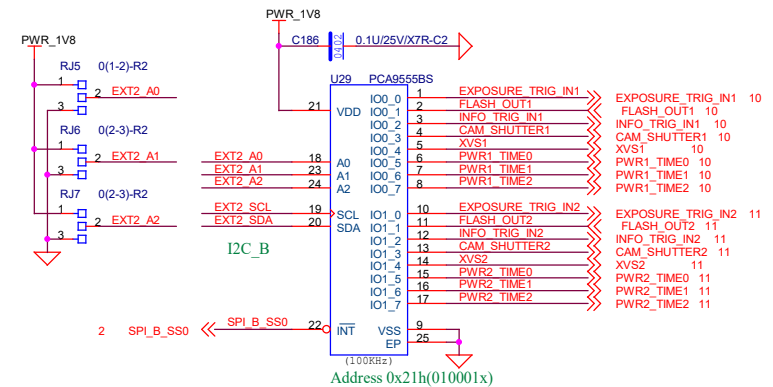 PWR_1V8
C186 0402 0.1U/25V/X7R-C2
PWR_1V8
RJ5 0(1-2)-R2
1
2 EXT2_A0
3
RJ6 0(2-3)-R2
1
2 EXT2_A1
3
RJ7 0(2-3)-R2
1
2 EXT2_A2
3
U29 PCA9555BS
21 VDD
EXT2_A0 18 A0
EXT2_A1 23 A1
EXT2_A2 24 A2
EXT2_SCL 19 SCL
EXT2_SDA 20 SDA
I2C_B
IO0_0 1 EXPOSURE_TRIG_IN1 EXPOSURE_TRIG_IN1 10
IO0_1 2 FLASH_OUT1 FLASH_OUT1 10
IO0_2 3 INFO_TRIG_IN1 INFO_TRIG_IN1 10
IO0_3 4 CAM_SHUTTER1 CAM_SHUTTER1 10
IO0_4 5 XVS1 XVS1 10
IO0_5 6 PWR1_TIME0 PWR1_TIME0 10
IO0_6 7 PWR1_TIME1 PWR1_TIME1 10
IO0_7 8 PWR1_TIME2 PWR1_TIME2 10
IO1_0 10 EXPOSURE_TRIG_IN2 EXPOSURE_TRIG_IN2 11
IO1_1 11 FLASH_OUT2 FLASH_OUT2 11
IO1_2 12 INFO_TRIG_IN2 INFO_TRIG_IN2 11
IO1_3 13 CAM_SHUTTER2 CAM_SHUTTER2 11
IO1_4 14 XVS2 XVS2 11
IO1_5 15 PWR2_TIME0 PWR2_TIME0 11
IO1_6 16 PWR2_TIME1 PWR2_TIME1 11
IO1_7 17 PWR2_TIME2 PWR2_TIME2 11
2 SPI_B_SS0 SPI_B_SS0 22 INT
VSS 9
EP 25
(100KHz)
Address 0x21h(010001x)